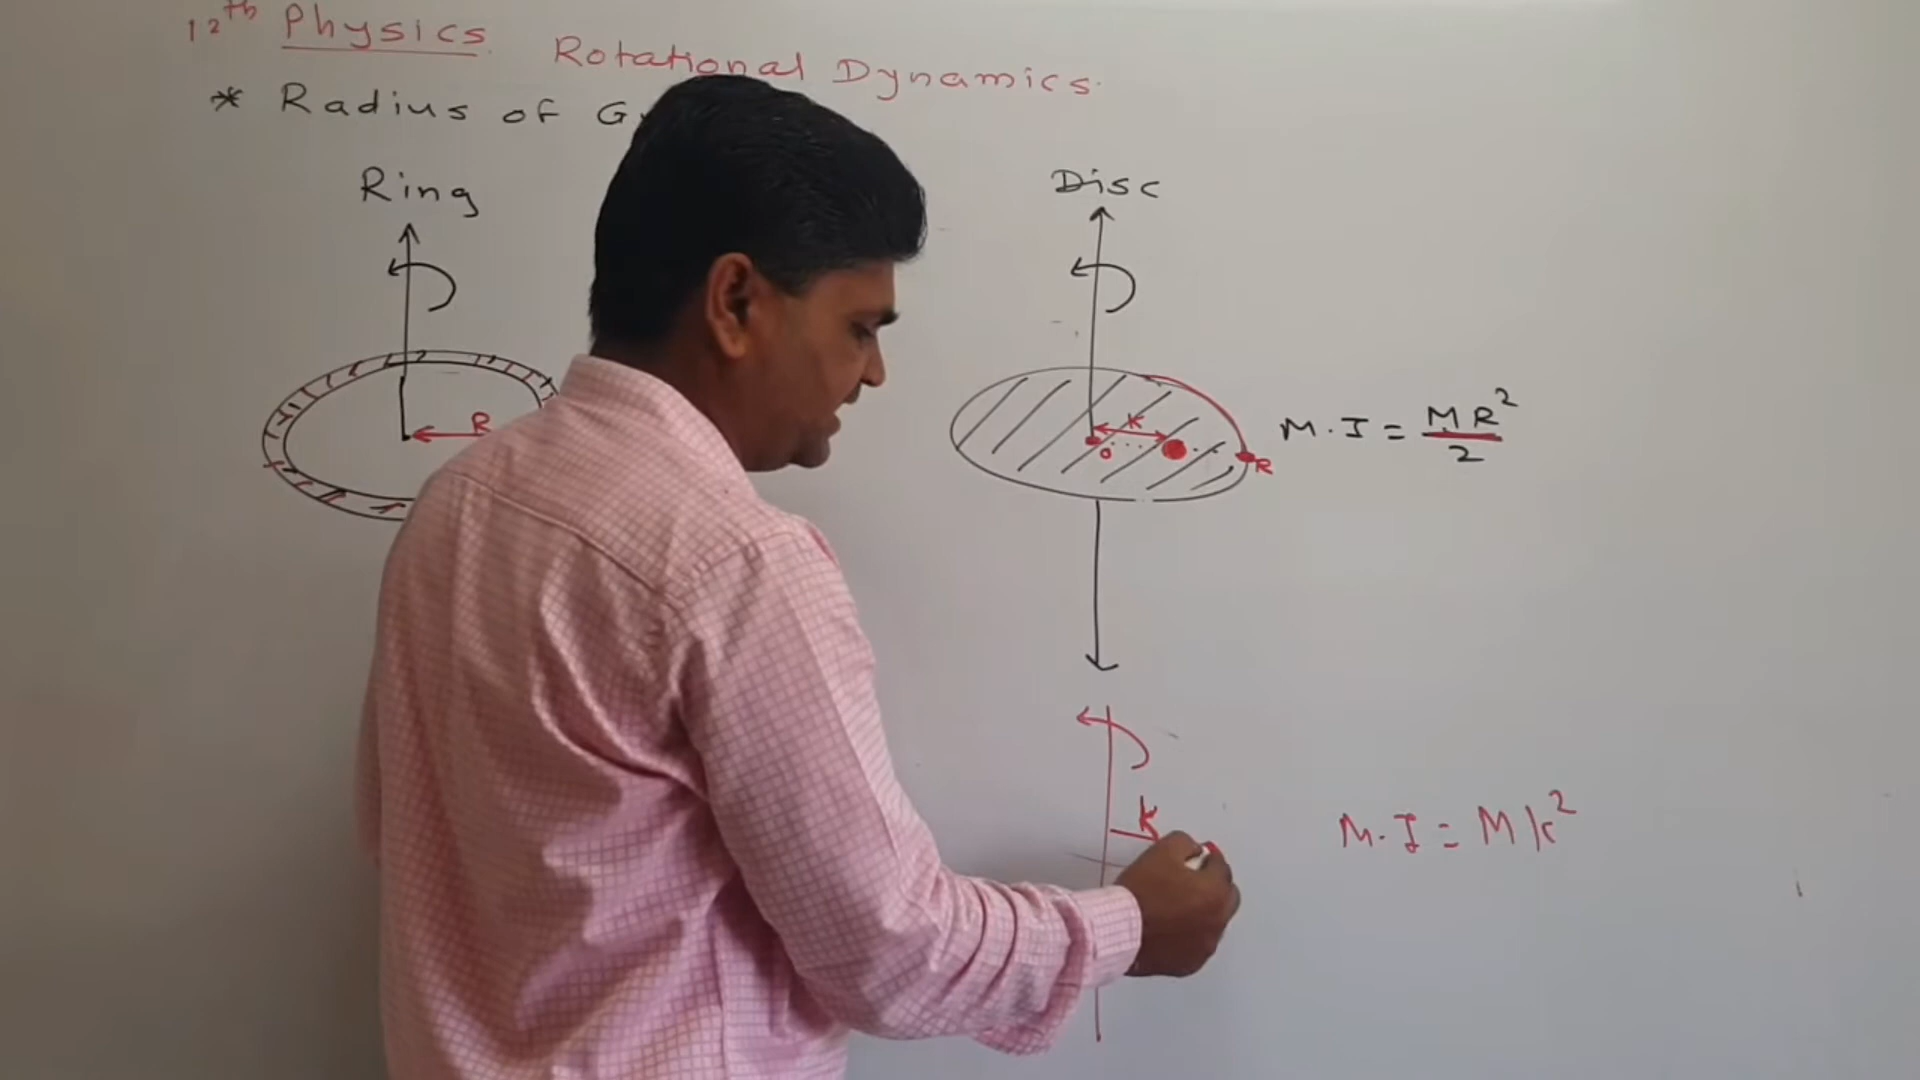 12th Physics Rotational Dynamics.
* Radius of
Ring
Disc
R
K
o
R
M.I = MR²/2
K
M.I = Mk²